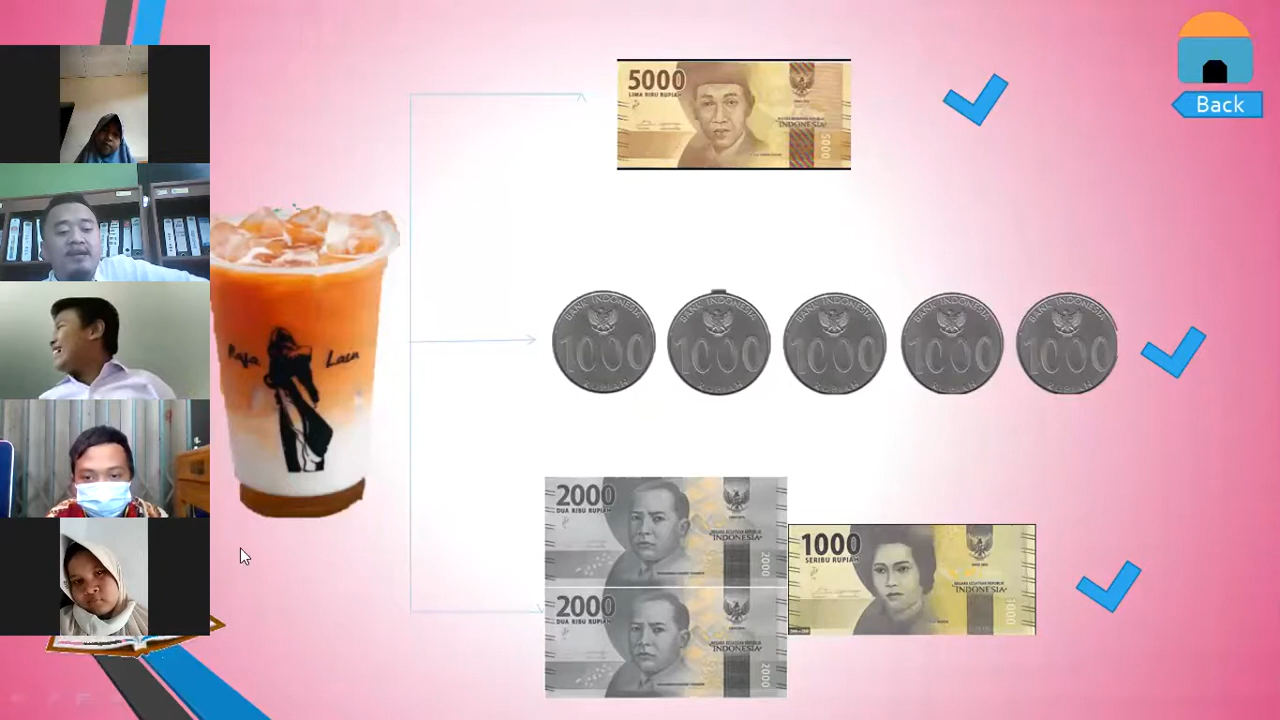 Back
5000
LIMA RIBU RUPIAH
INDONESIA
5000
Raja Lain
BANK INDONESIA
1000
RUPIAH
BANK INDONESIA
1000
RUPIAH
BANK INDONESIA
1000
RUPIAH
BANK INDONESIA
1000
RUPIAH
BANK INDONESIA
1000
RUPIAH
2000
DUA RIBU RUPIAH
INDONESIA
2000
1000
SERIBU RUPIAH
INDONESIA
1000
2000
DUA RIBU RUPIAH
INDONESIA
2000